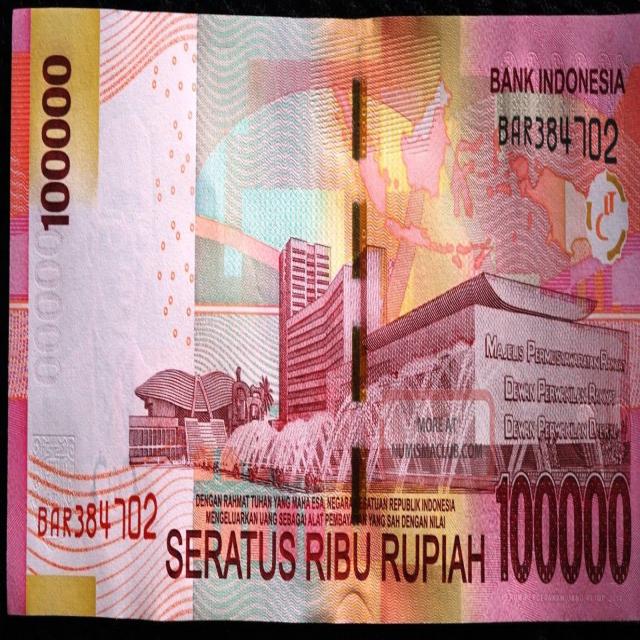 100000
BANK INDONESIA
BAR384702
MAJELIS PERMUSYAWARATAN RAKYAT
DEWAN PERWAKILAN RAKYAT
DEWAN PERWAKILAN DAERAH
MORE AT
NUMISMACLUB.COM
BAR384702
DENGAN RAHMAT TUHAN YANG MAHA ESA, NEGARA KESATUAN REPUBLIK INDONESIA
MENGELUARKAN UANG SEBAGAI ALAT PEMBAYARAN YANG SAH DENGAN NILAI
SERATUS RIBU RUPIAH
100000